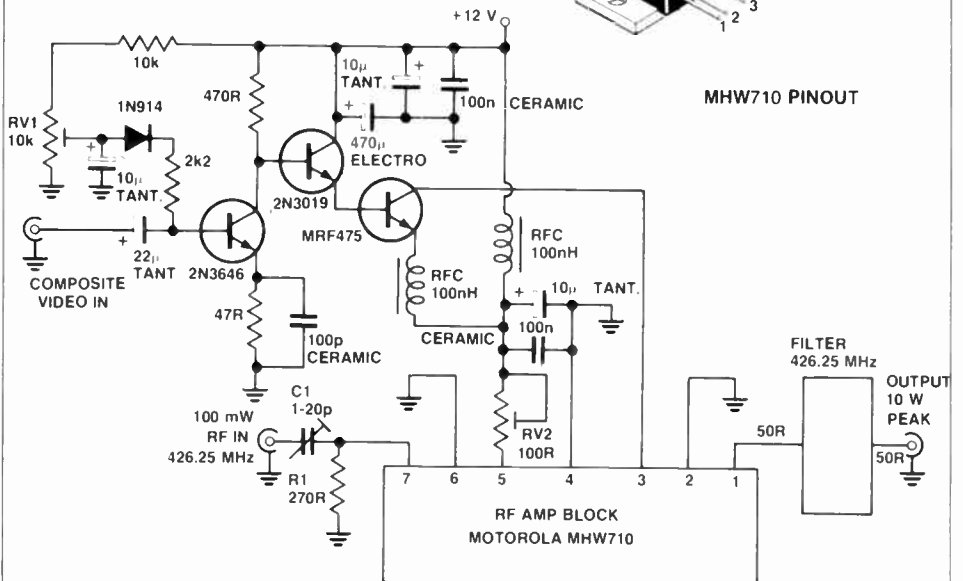 +12 V
1 2 3
MHW710 PINOUT
10k
10µ
TANT.
+
100n
CERAMIC
470R
+
470µ
ELECTRO
RV1
10k
1N914
+
10µ
TANT.
2k2
2N3019
MRF475
+
22µ
TANT
2N3646
COMPOSITE
VIDEO IN
RFC
100nH
RFC
100nH
47R
100p
CERAMIC
+
10µ
TANT.
100n
CERAMIC
FILTER
426.25 MHz
OUTPUT
10 W
PEAK
C1
1-20p
100 mW
RF IN
426.25 MHz
RV2
100R
50R
50R
R1
270R
7 6 5 4 3 2 1
RF AMP BLOCK
MOTOROLA MHW710